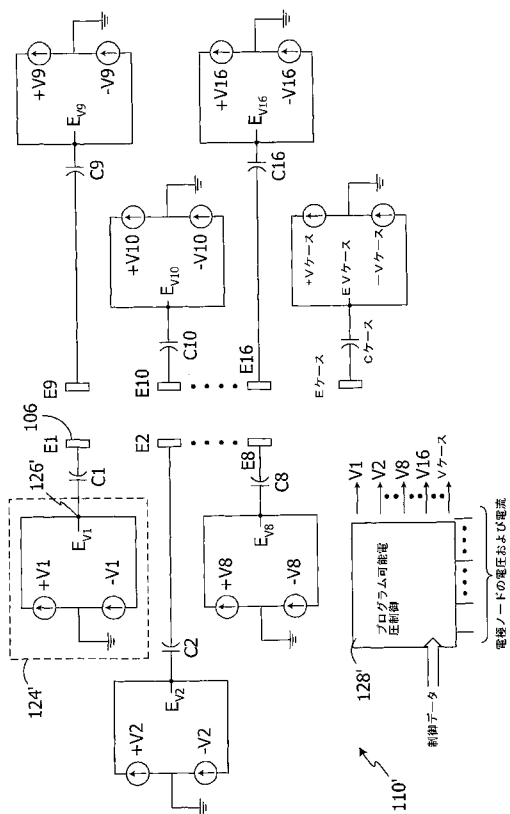 +V9
E_V9
-V9
C9
+V16
E_V16
-V16
C16
+V10
E_V10
-V10
C10
+Vケース
E Vケース
-Vケース
Cケース
Eケース
E9
E10
E16
106
E1
E2
E8
126'
C1
+V1
E_V1
-V1
124'
C8
+V8
E_V8
-V8
C2
+V2
E_V2
-V2
V1
V2
V8
V16
Vケース
プログラム可能電
圧制御
128'
制御データ
電極ノードの電圧および電流
110'